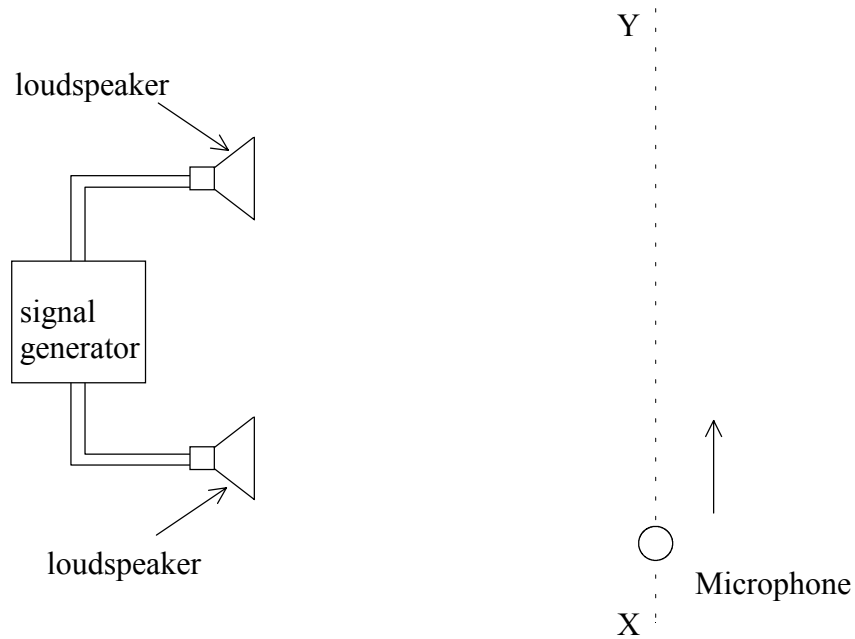 Y
loudspeaker
signal
generator
loudspeaker
Microphone
X